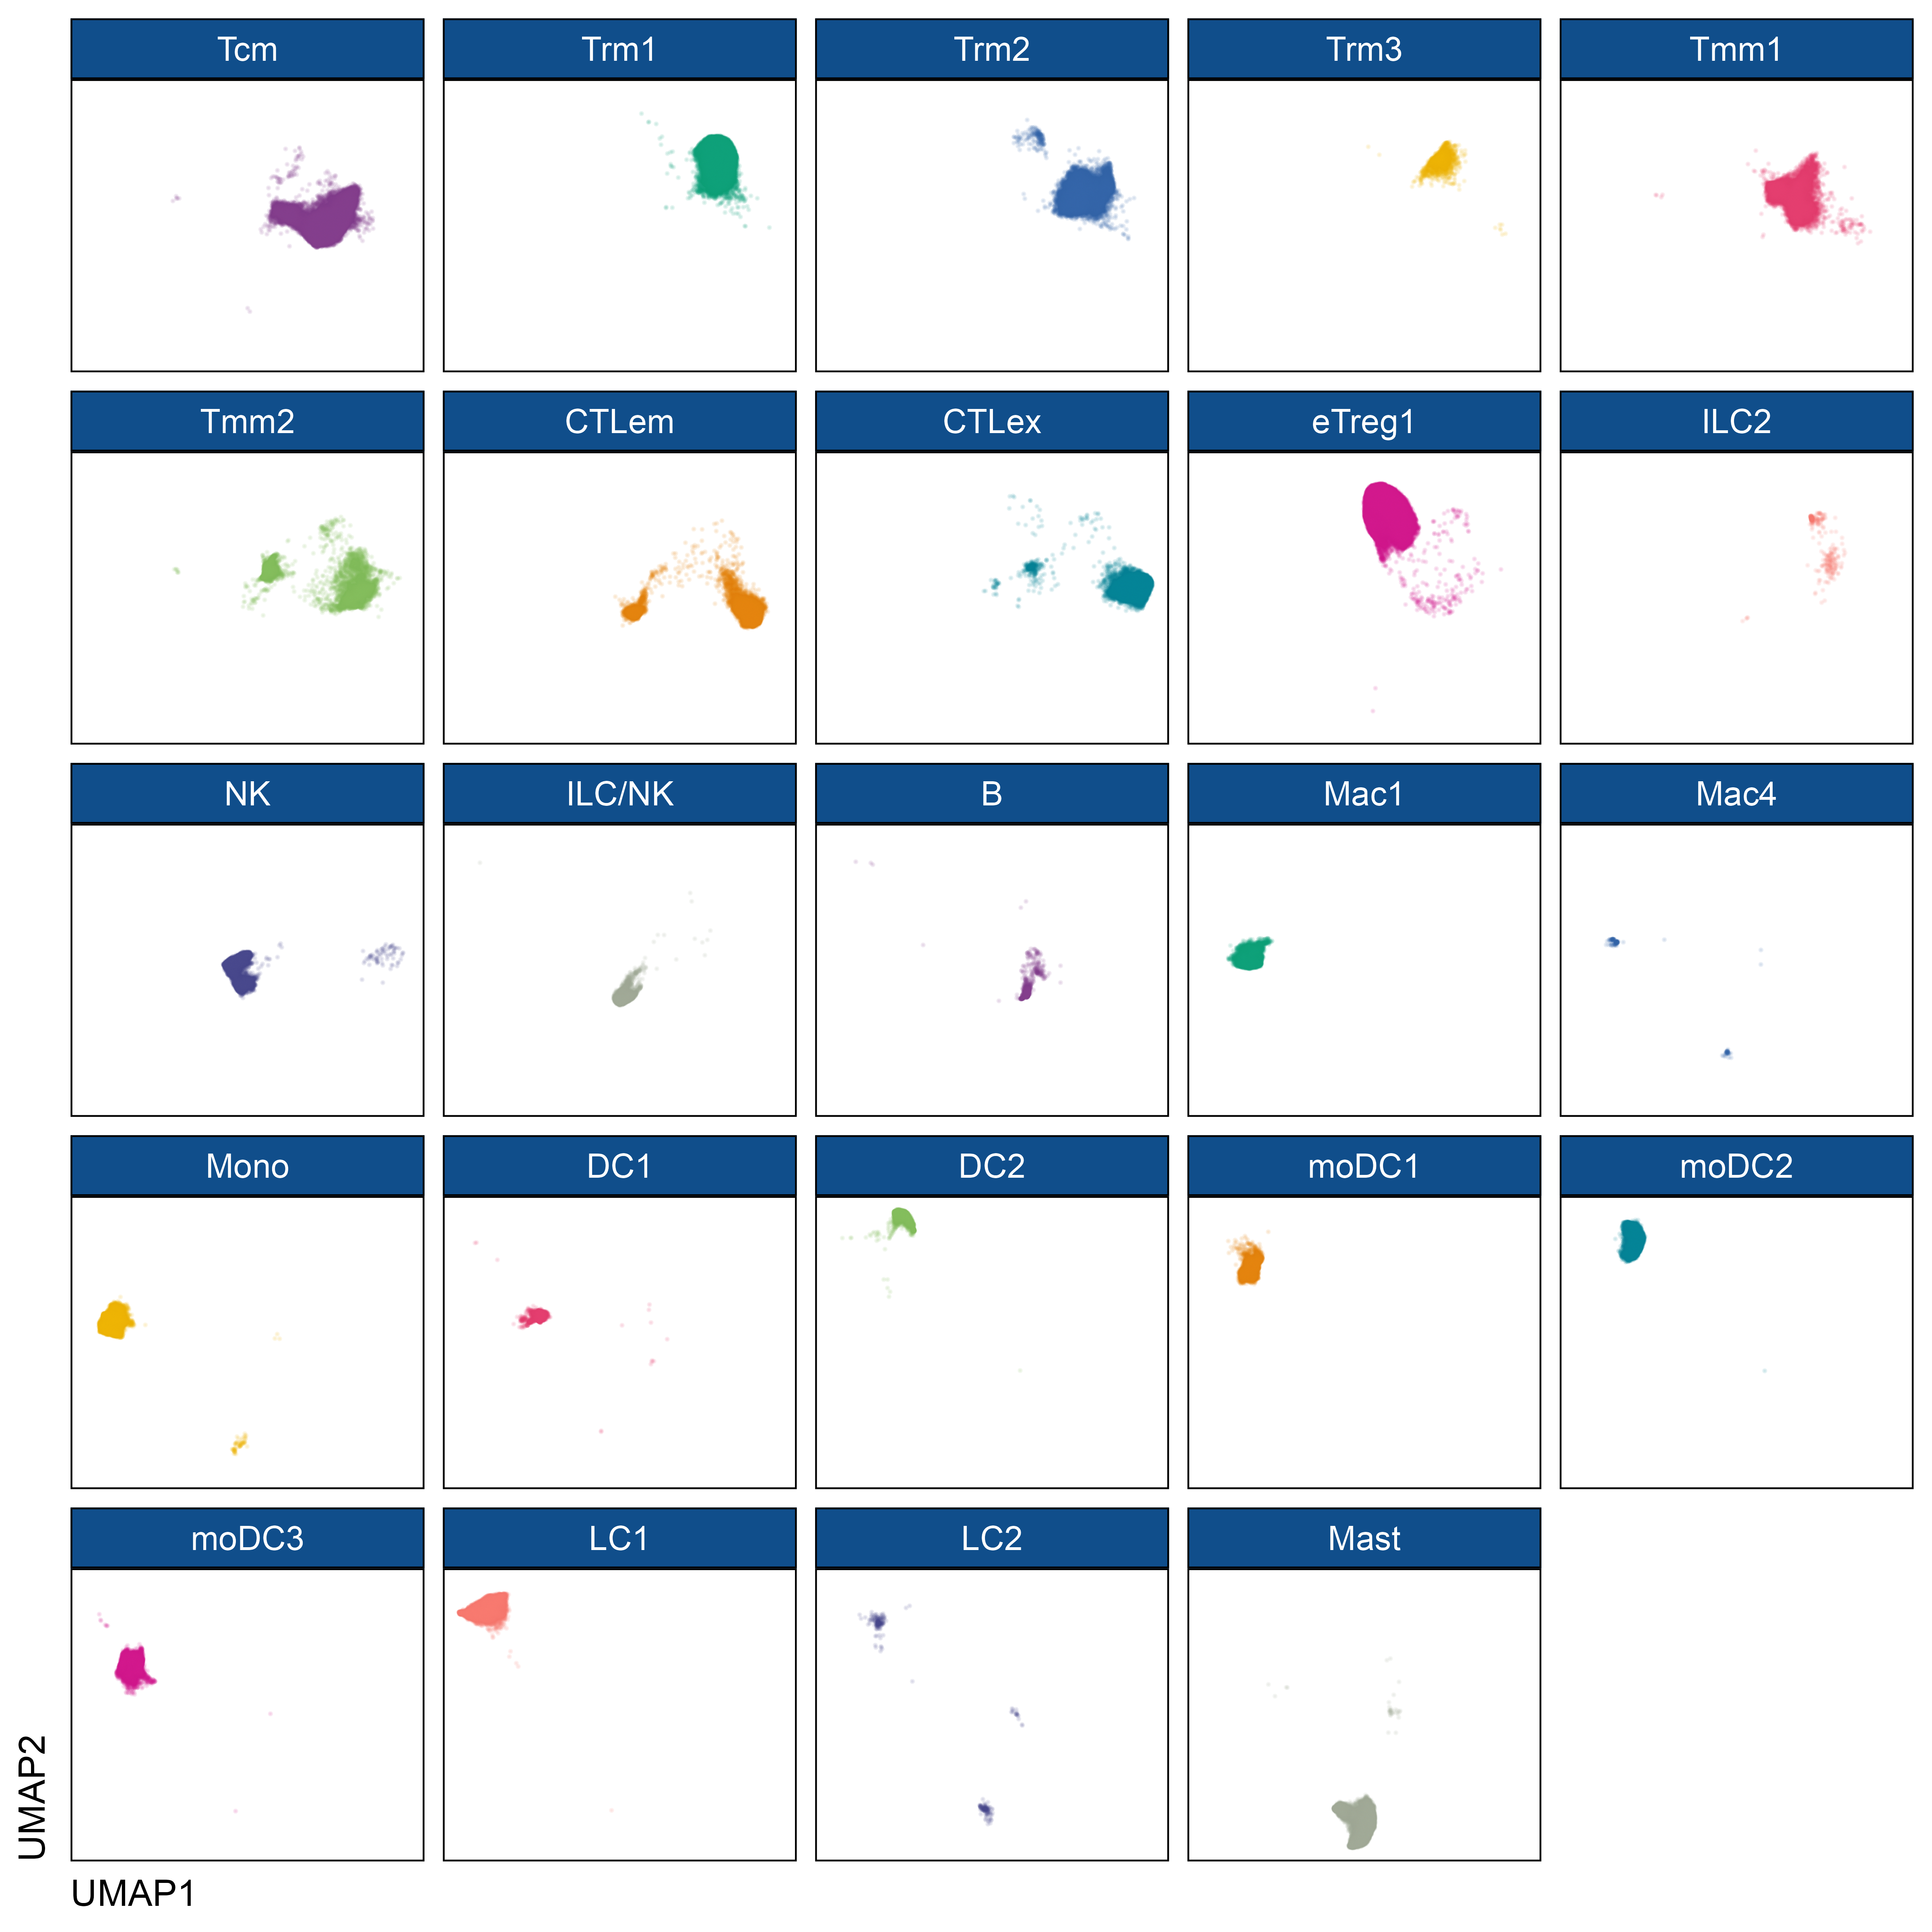 Tcm Trm1 Trm2 Trm3 Tmm1
Tmm2 CTLem CTLex eTreg1 ILC2
NK ILC/NK B Mac1 Mac4
Mono DC1 DC2 moDC1 moDC2
moDC3 LC1 LC2 Mast
UMAP2
UMAP1